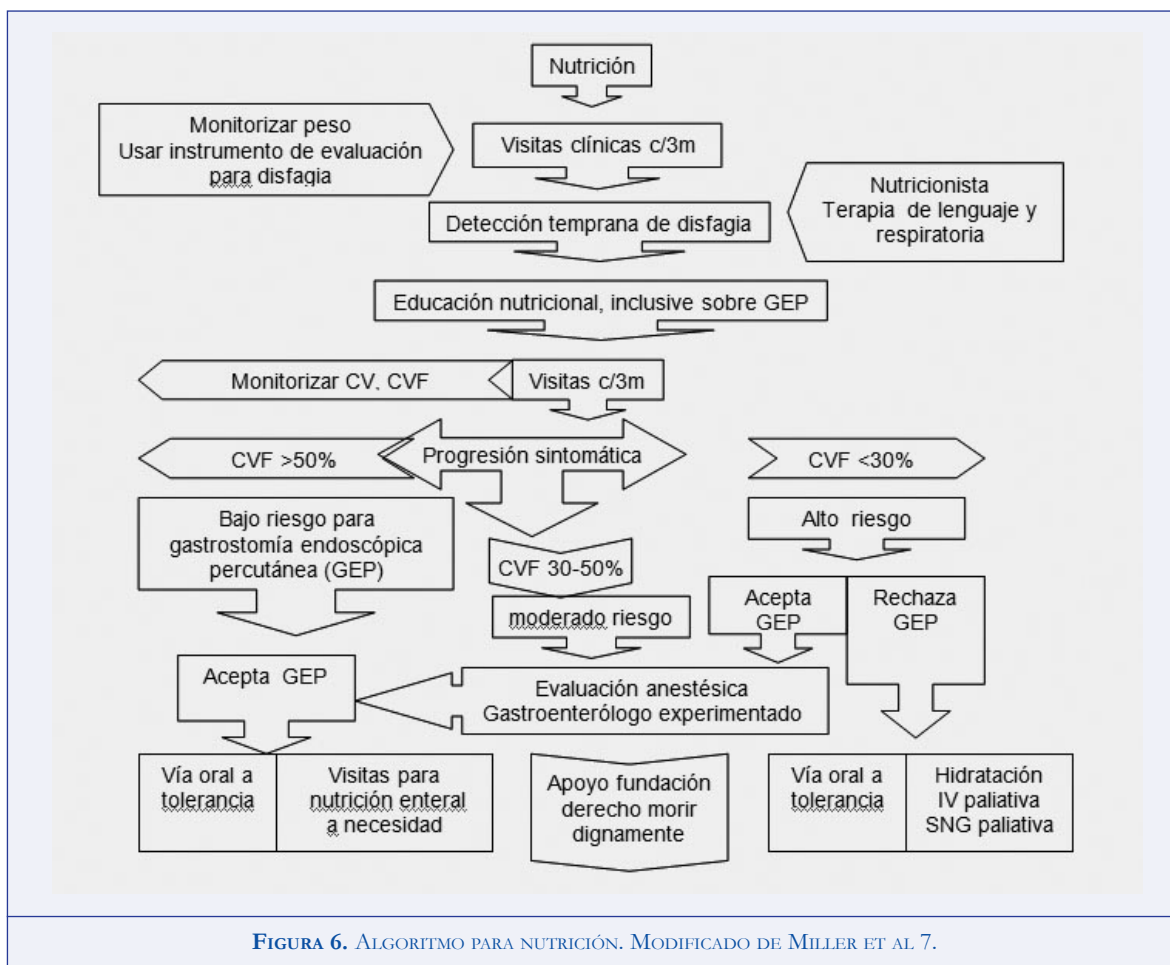 Nutrición
Monitorizar peso
Usar instrumento de evaluación
para disfagia
Visitas clínicas c/3m
Nutricionista
Terapia de lenguaje y
respiratoria
Detección temprana de disfagia
Educación nutricional, inclusive sobre GEP
Monitorizar CV, CVF
Visitas c/3m
Progresión sintomática
CVF >50%
CVF <30%
Bajo riesgo para
gastrostomía endoscópica
percutánea (GEP)
Alto riesgo
CVF 30-50%
moderado riesgo
Acepta
GEP
Rechaza
GEP
Acepta GEP
Evaluación anestésica
Gastroenterólogo experimentado
Vía oral a
tolerancia
Visitas para
nutrición enteral
a necesidad
Apoyo fundación
derecho morir
dignamente
Vía oral a
tolerancia
Hidratación
IV paliativa
SNG paliativa
FIGURA 6. ALGORITMO PARA NUTRICIÓN. MODIFICADO DE MILLER ET AL 7.